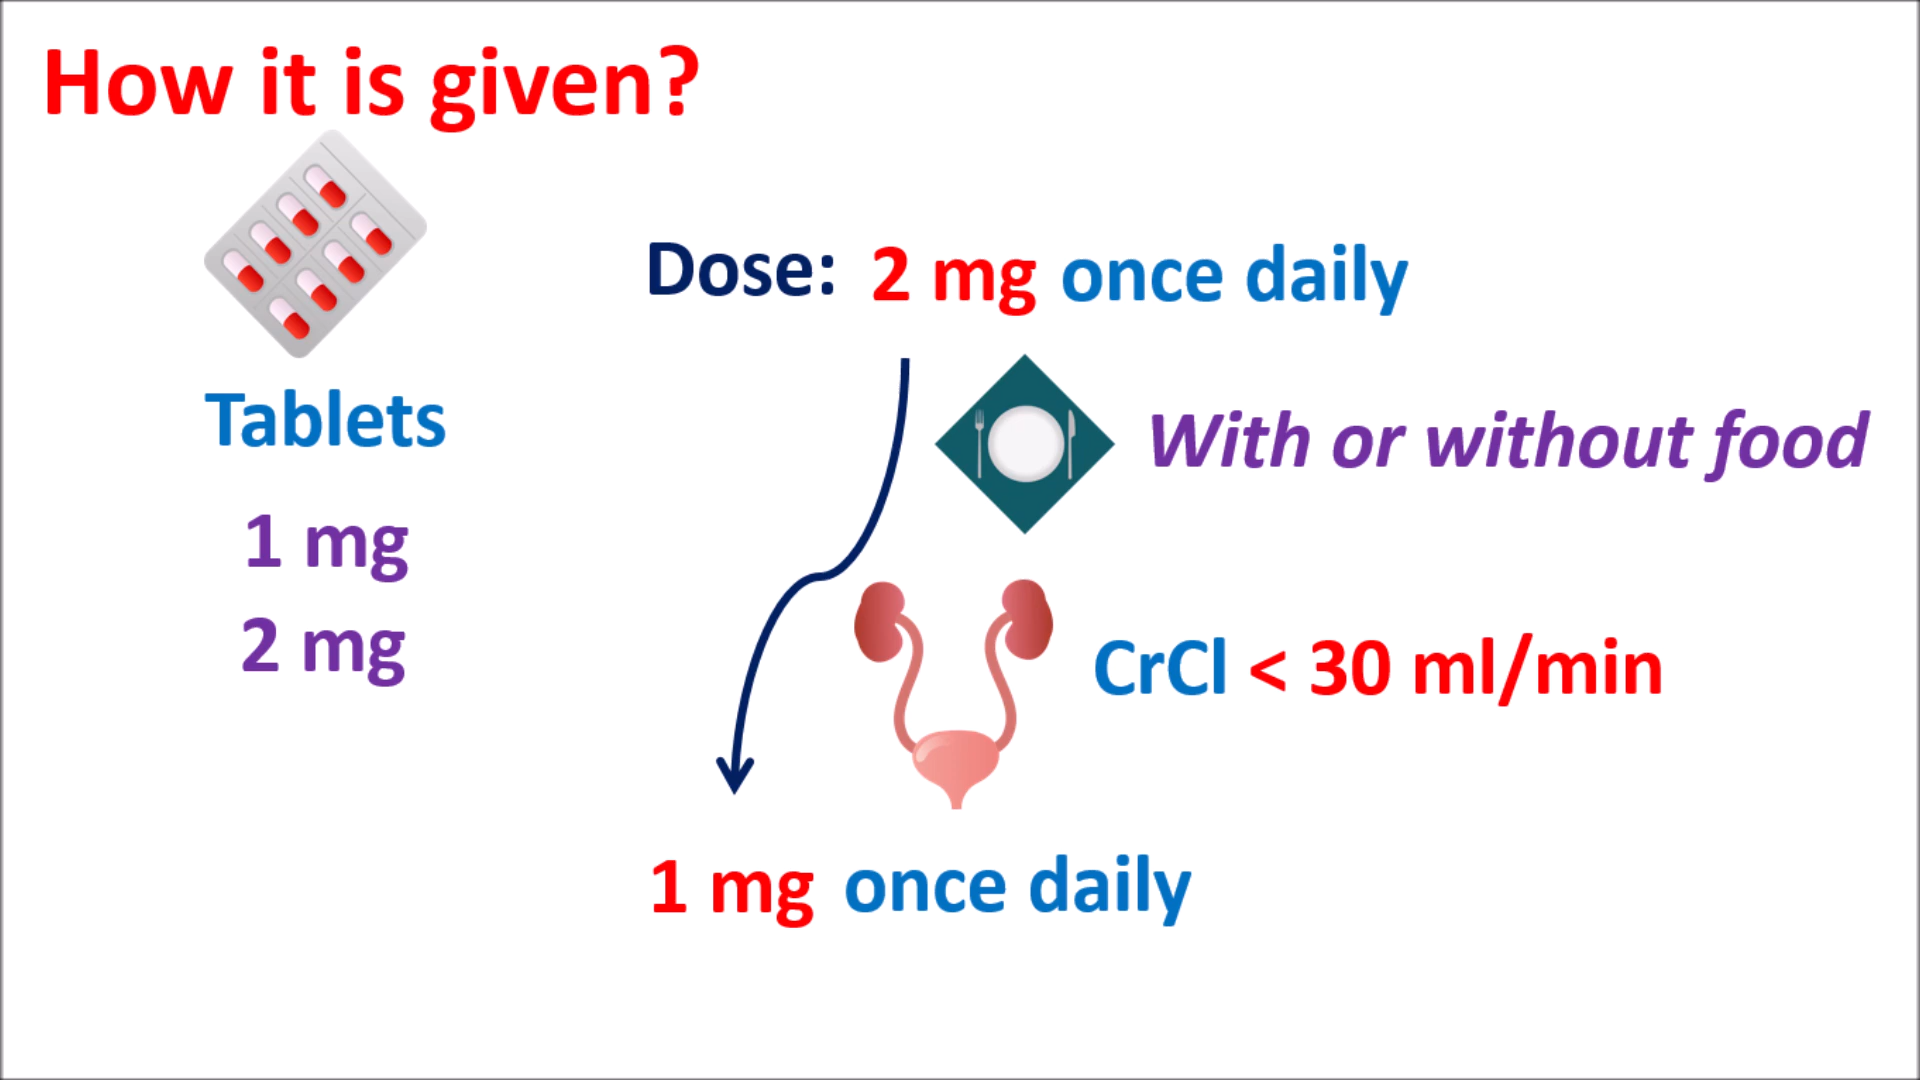 How it is given?
Tablets
1 mg
2 mg
Dose: 2 mg once daily
With or without food
CrCl < 30 ml/min
1 mg once daily